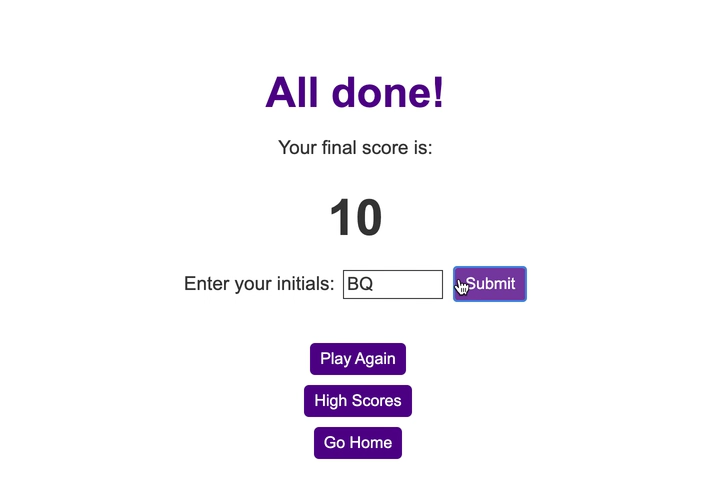 All done!
Your final score is:
10
Enter your initials: BQ Submit
Play Again
High Scores
Go Home